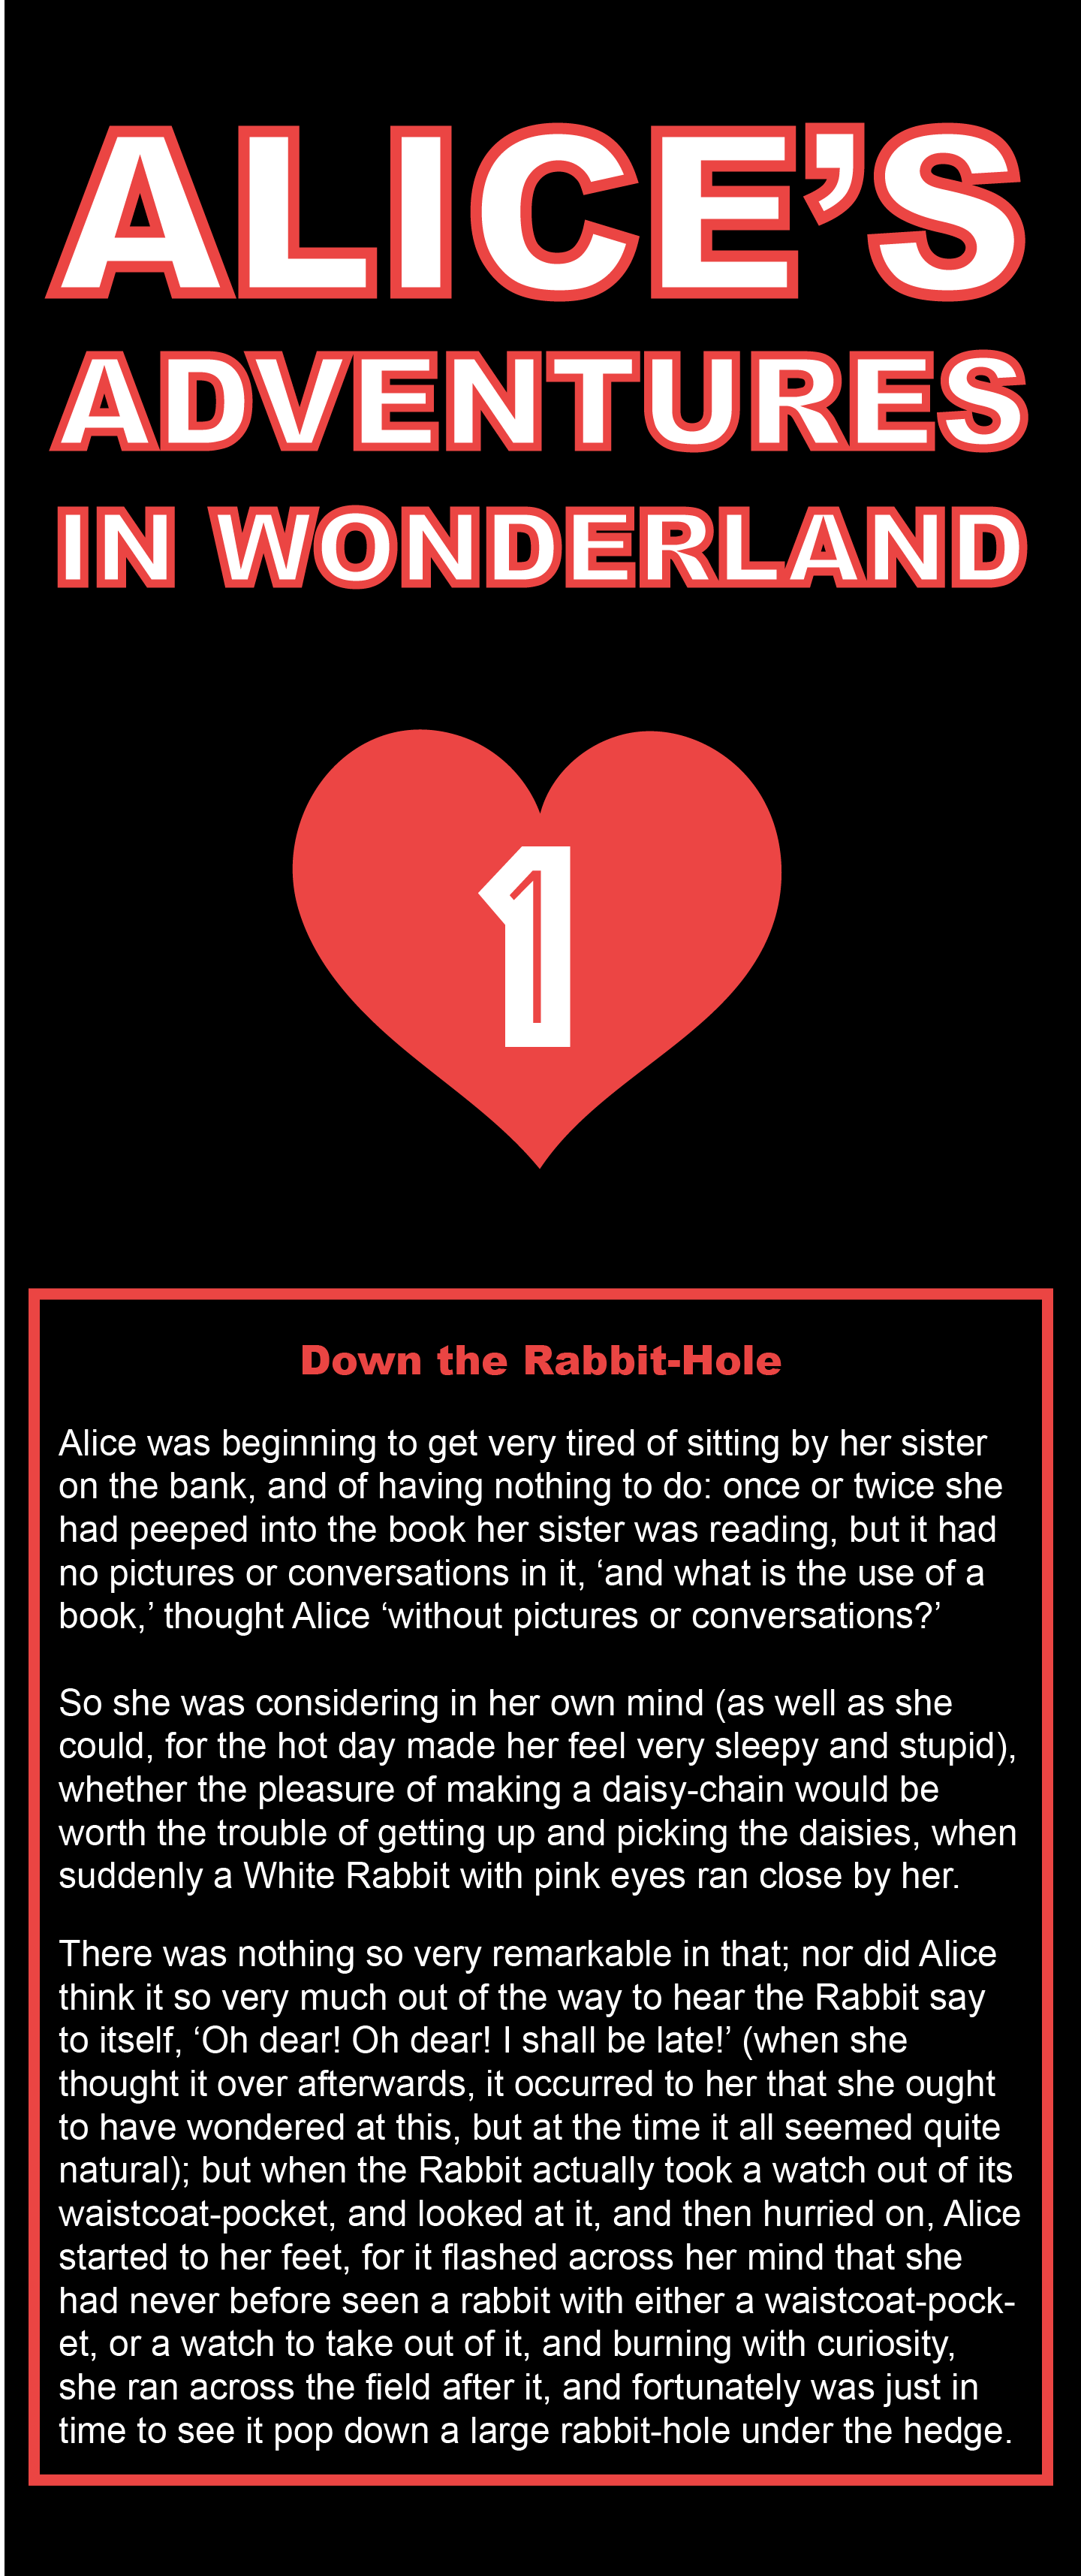 ALICE’S
ADVENTURES
IN WONDERLAND
1
Down the Rabbit-Hole
Alice was beginning to get very tired of sitting by her sister
on the bank, and of having nothing to do: once or twice she
had peeped into the book her sister was reading, but it had
no pictures or conversations in it, ‘and what is the use of a
book,’ thought Alice ‘without pictures or conversations?’
So she was considering in her own mind (as well as she
could, for the hot day made her feel very sleepy and stupid),
whether the pleasure of making a daisy-chain would be
worth the trouble of getting up and picking the daisies, when
suddenly a White Rabbit with pink eyes ran close by her.
There was nothing so very remarkable in that; nor did Alice
think it so very much out of the way to hear the Rabbit say
to itself, ‘Oh dear! Oh dear! I shall be late!’ (when she
thought it over afterwards, it occurred to her that she ought
to have wondered at this, but at the time it all seemed quite
natural); but when the Rabbit actually took a watch out of its
waistcoat-pocket, and looked at it, and then hurried on, Alice
started to her feet, for it flashed across her mind that she
had never before seen a rabbit with either a waistcoat-pock-
et, or a watch to take out of it, and burning with curiosity,
she ran across the field after it, and fortunately was just in
time to see it pop down a large rabbit-hole under the hedge.